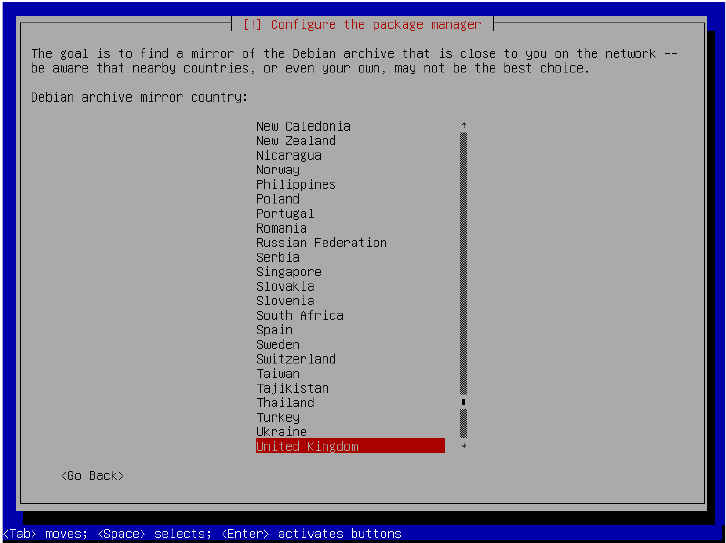 [!] Configure the package manager
The goal is to find a mirror of the Debian archive that is close to you on the network --
be aware that nearby countries, or even your own, may not be the best choice.
Debian archive mirror country:
New Caledonia
New Zealand
Nicaragua
Norway
Philippines
Poland
Portugal
Romania
Russian Federation
Serbia
Singapore
Slovakia
Slovenia
South Africa
Spain
Sweden
Switzerland
Taiwan
Tajikistan
Thailand
Turkey
Ukraine
United Kingdom
<Go Back>
<Tab> moves; <Space> selects; <Enter> activates buttons